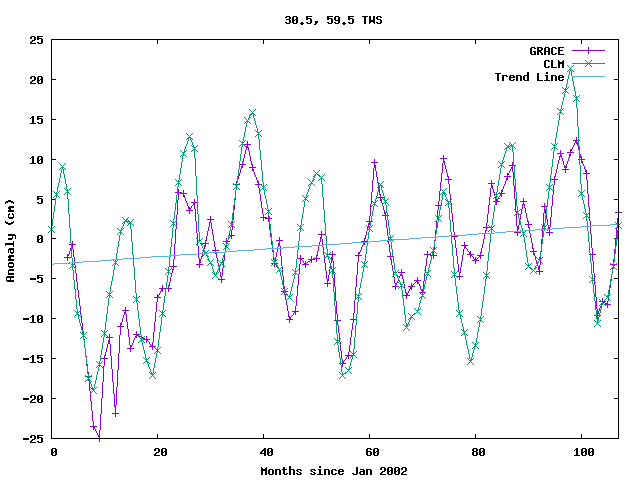 30.5, 59.5 TWS
GRACE
CLM
Trend Line
25
20
15
10
5
0
-5
-10
-15
-20
-25
Anomaly (cm)
0 20 40 60 80 100
Months since Jan 2002